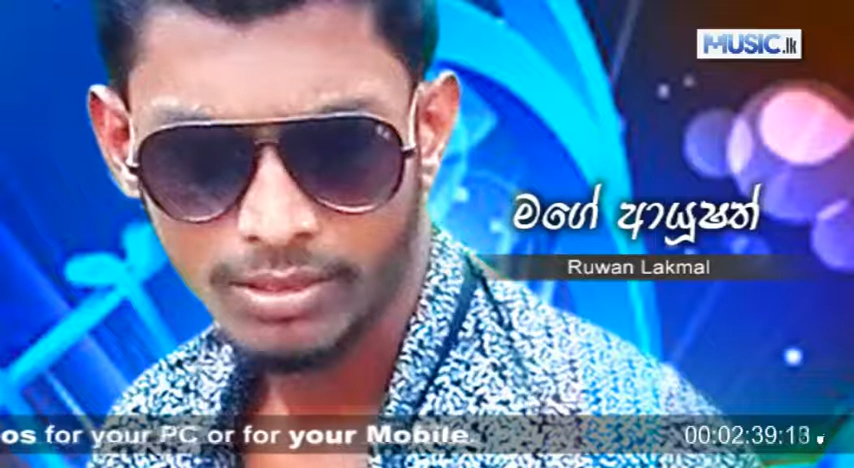 MUSIC.lk
මගේ ආයූෂත්
Ruwan Lakmal
os for your PC or for your Mobile.
00:02:39:13